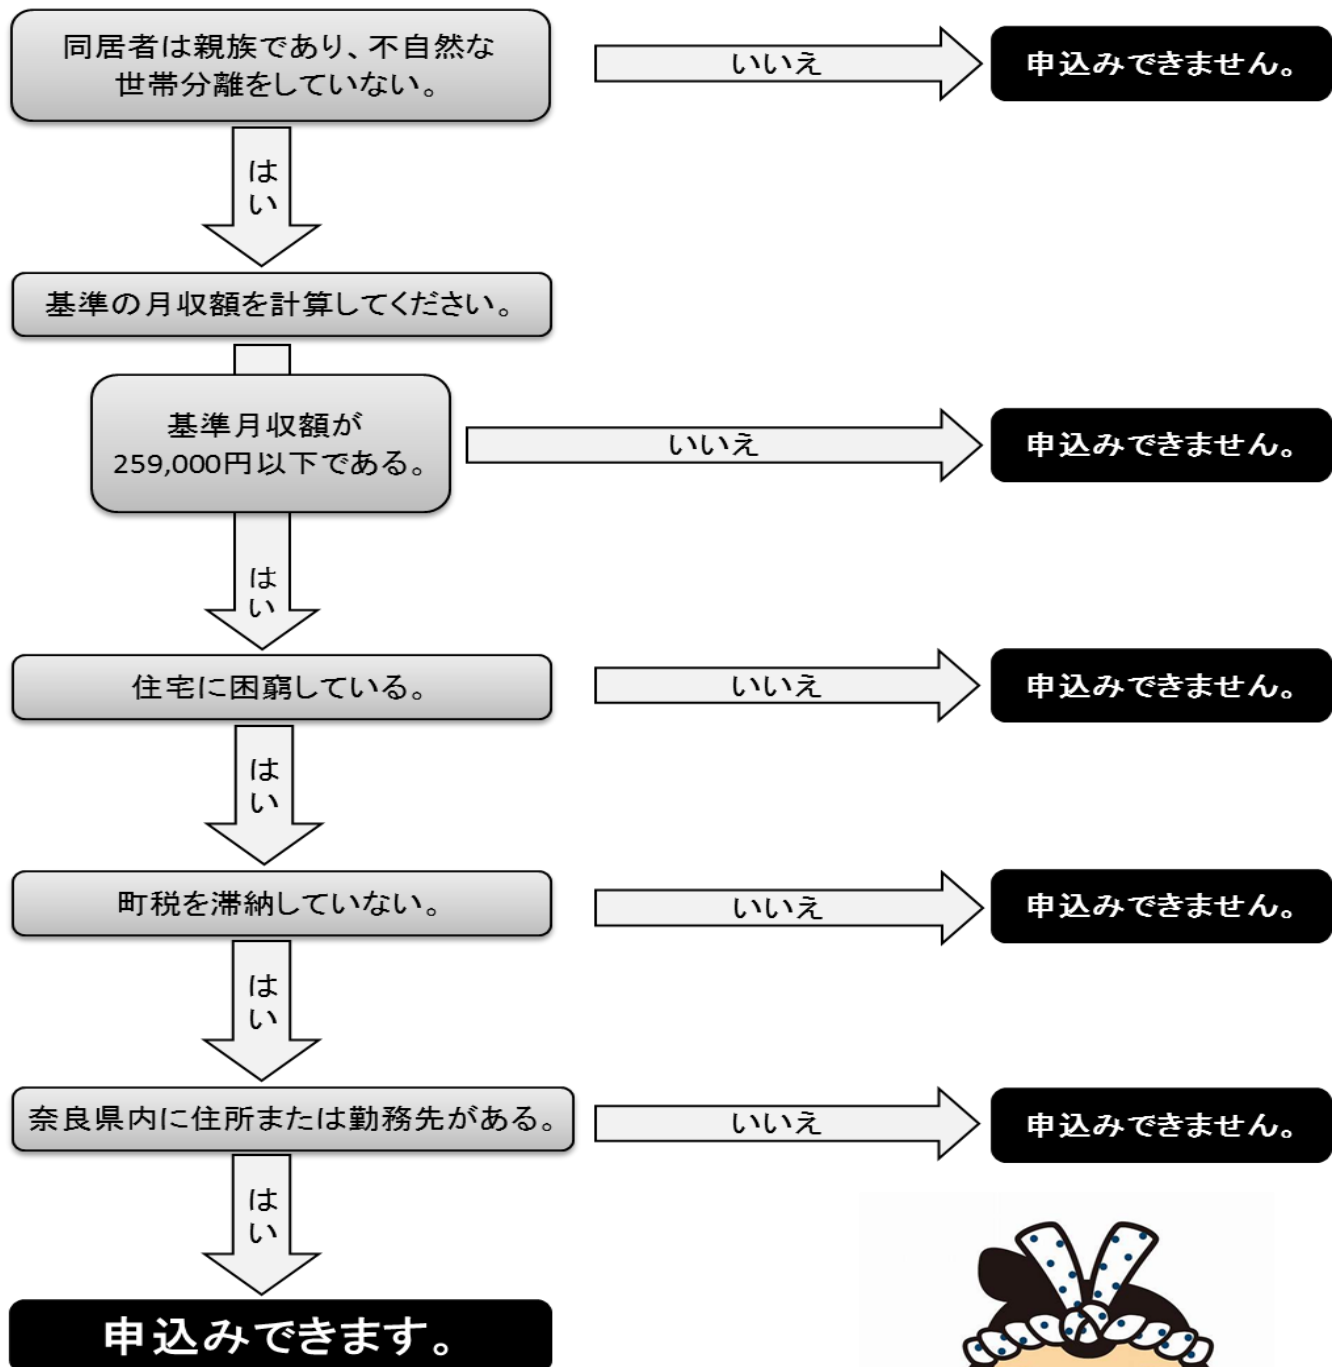 同居者は親族であり、不自然な
世帯分離をしていない。
いいえ
申込みできません。
はい
基準の月収額を計算してください。
基準月収額が
259,000円以下である。
いいえ
申込みできません。
はい
住宅に困窮している。
いいえ
申込みできません。
はい
町税を滞納していない。
いいえ
申込みできません。
はい
奈良県内に住所または勤務先がある。
いいえ
申込みできません。
はい
申込みできます。